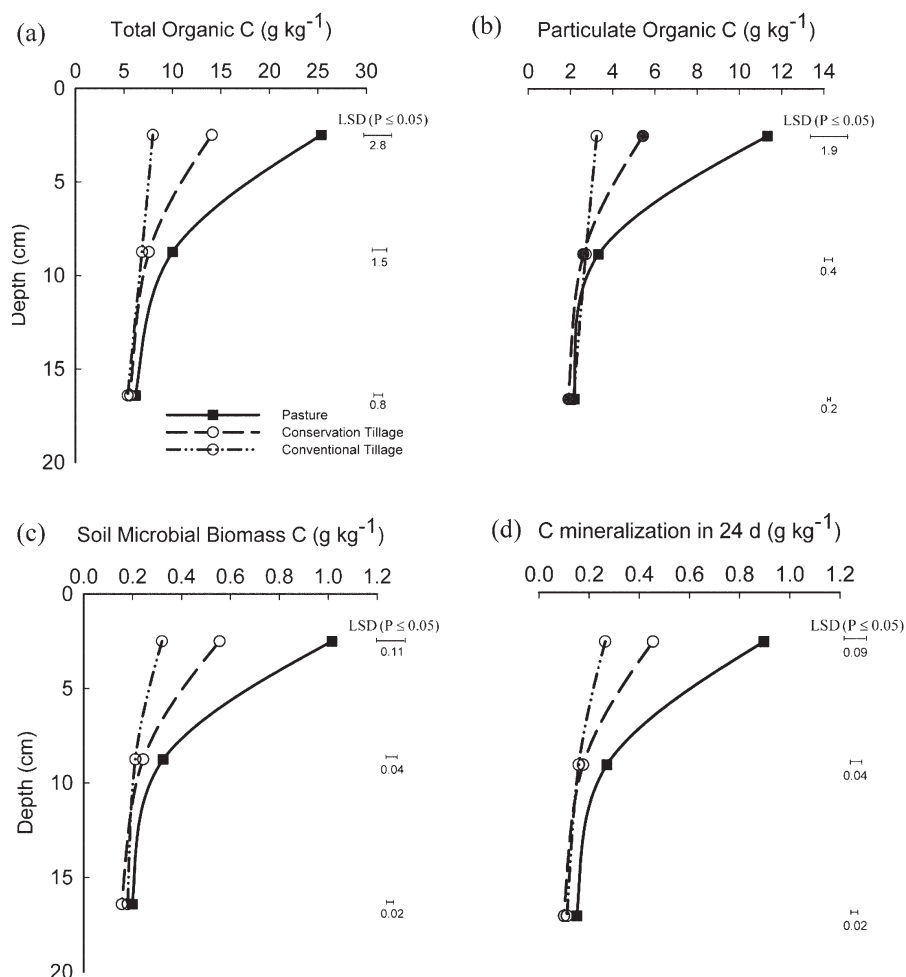 (a) Total Organic C (g kg-1)
0 5 10 15 20 25 30
0
5
10
15
20
Depth (cm)
LSD (P ≤ 0.05)
2.8
1.5
0.8
Pasture
Conservation Tillage
Conventional Tillage
(b) Particulate Organic C (g kg-1)
0 2 4 6 8 10 12 14
LSD (P ≤ 0.05)
1.9
0.4
0.2
(c) Soil Microbial Biomass C (g kg-1)
0.0 0.2 0.4 0.6 0.8 1.0 1.2
0
5
10
15
20
Depth (cm)
LSD (P ≤ 0.05)
0.11
0.04
0.02
(d) C mineralization in 24 d (g kg-1)
0.0 0.2 0.4 0.6 0.8 1.0 1.2
LSD (P ≤ 0.05)
0.09
0.04
0.02